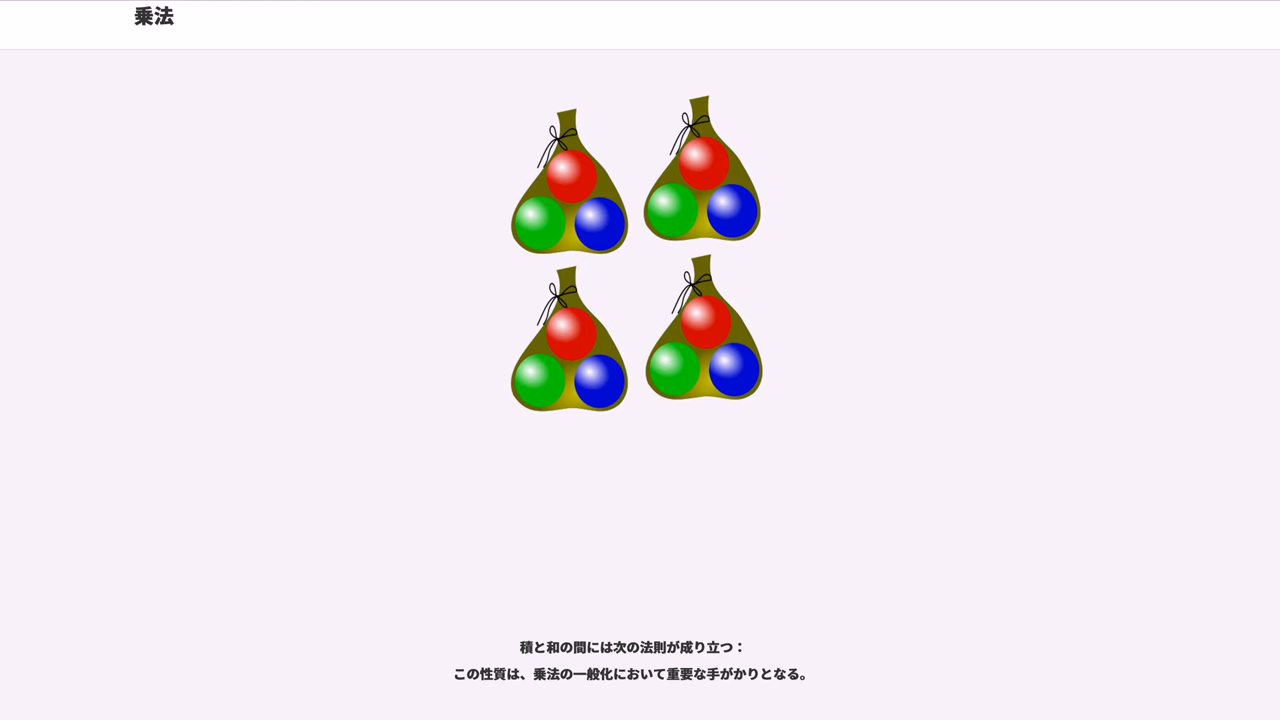 乗法
積と和の間には次の法則が成り立つ：
この性質は、乗法の一般化において重要な手がかりとなる。